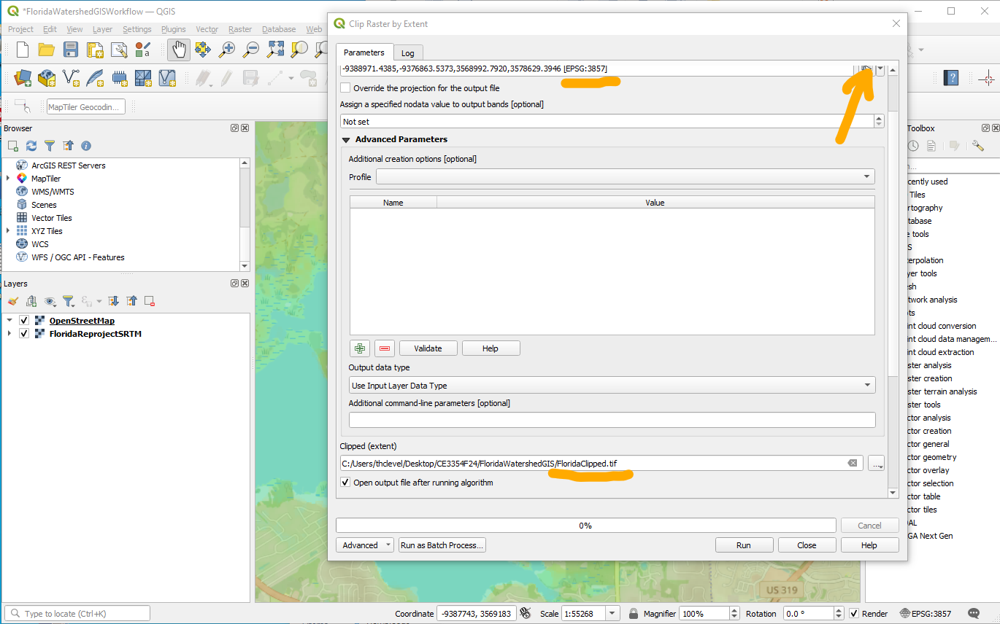 *FloridaWatershedGISWorkflow — QGIS
Project Edit View Layer Settings Plugins Vector Raster Database Web
MapTiler Geocodin...
Browser
ArcGIS REST Servers
MapTiler
WMS/WMTS
Scenes
Vector Tiles
XYZ Tiles
WCS
WFS / OGC API - Features
Layers
OpenStreetMap
FloridaReprojectSRTM
Clip Raster by Extent
Parameters Log
-9388971.4385,-9376863.5373,3568992.7920,3578629.3946 [EPSG:3857]
Override the projection for the output file
Assign a specified nodata value to output bands [optional]
Not set
Advanced Parameters
Additional creation options [optional]
Profile
Name Value
Validate Help
Output data type
Use Input Layer Data Type
Additional command-line parameters [optional]
Clipped (extent)
C:/Users/thclevel/Desktop/CE3354F24/FloridaWatershedGIS/FloridaClipped.tif
...
Open output file after running algorithm
0%
Cancel
Advanced Run as Batch Process... Run Close Help
US 319
Toolbox
...
cently used
Tiles
rtography
tabase
e tools
S
terpolation
yer tools
esh
twork analysis
ots
int cloud conversion
int cloud data managem...
int cloud extraction
ster analysis
ster creation
ster terrain analysis
ster tools
ctor analysis
ctor creation
ctor general
ctor geometry
ctor overlay
ctor selection
ctor table
ctor tiles
AL
GA Next Gen
Type to locate (Ctrl+K) Coordinate -9387743, 3569183 Scale 1:55268 Magnifier 100% Rotation 0.0 ° Render EPSG:3857